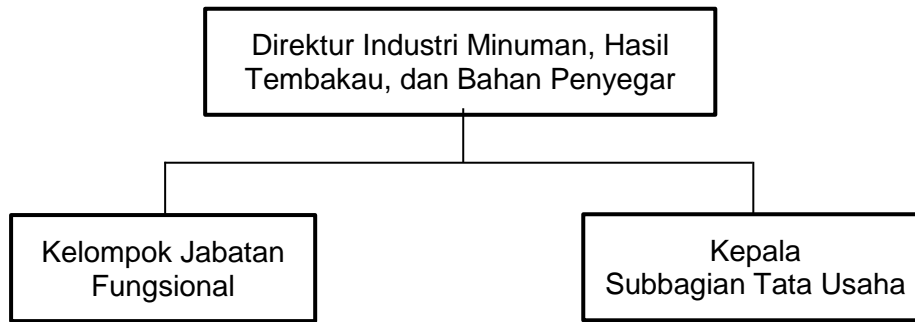 Direktur Industri Minuman, Hasil
Tembakau, dan Bahan Penyegar
Kelompok Jabatan
Fungsional
Kepala
Subbagian Tata Usaha